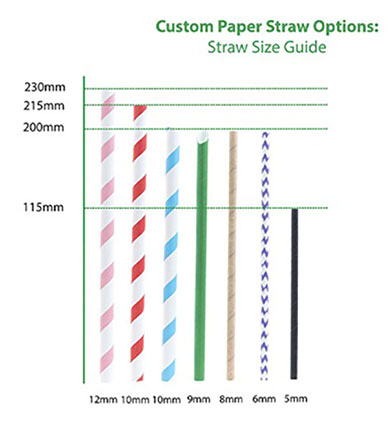 Custom Paper Straw Options:
Straw Size Guide
230mm
215mm
200mm
115mm
12mm 10mm 10mm 9mm 8mm 6mm 5mm